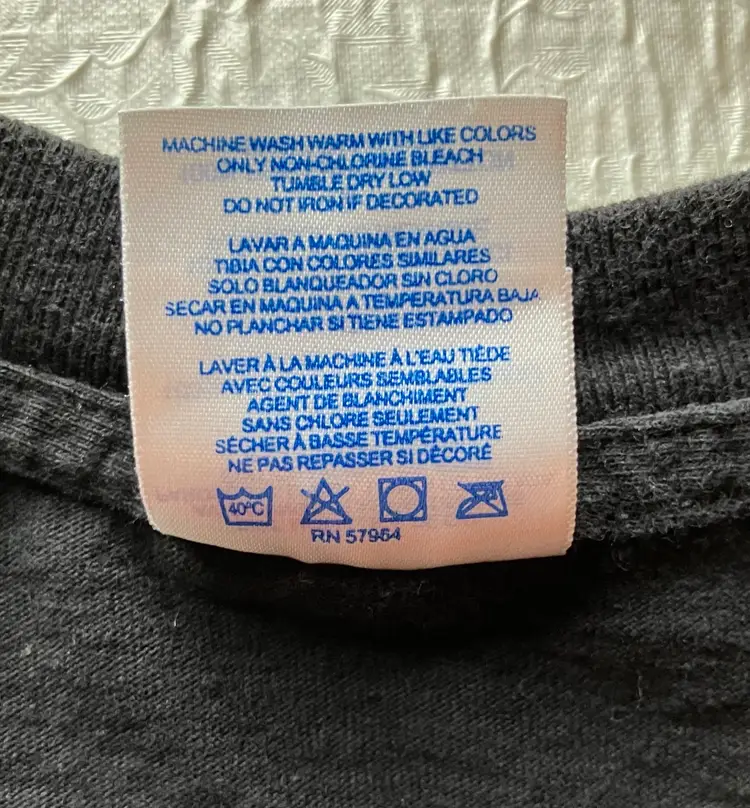 MACHINE WASH WARM WITH LIKE COLORS
ONLY NON-CHLORINE BLEACH
TUMBLE DRY LOW
DO NOT IRON IF DECORATED
LAVAR A MAQUINA EN AGUA
TIBIA CON COLORES SIMILARES
SOLO BLANQUEADOR SIN CLORO
SECAR EN MAQUINA A TEMPERATURA BAJA
NO PLANCHAR SI TIENE ESTAMPADO
LAVER À LA MACHINE À L'EAU TIÈDE
AVEC COULEURS SEMBLABLES
AGENT DE BLANCHIMENT
SANS CHLORE SEULEMENT
SÉCHER À BASSE TEMPÉRATURE
NE PAS REPASSER SI DÉCORÉ
40ºC
RN 57964